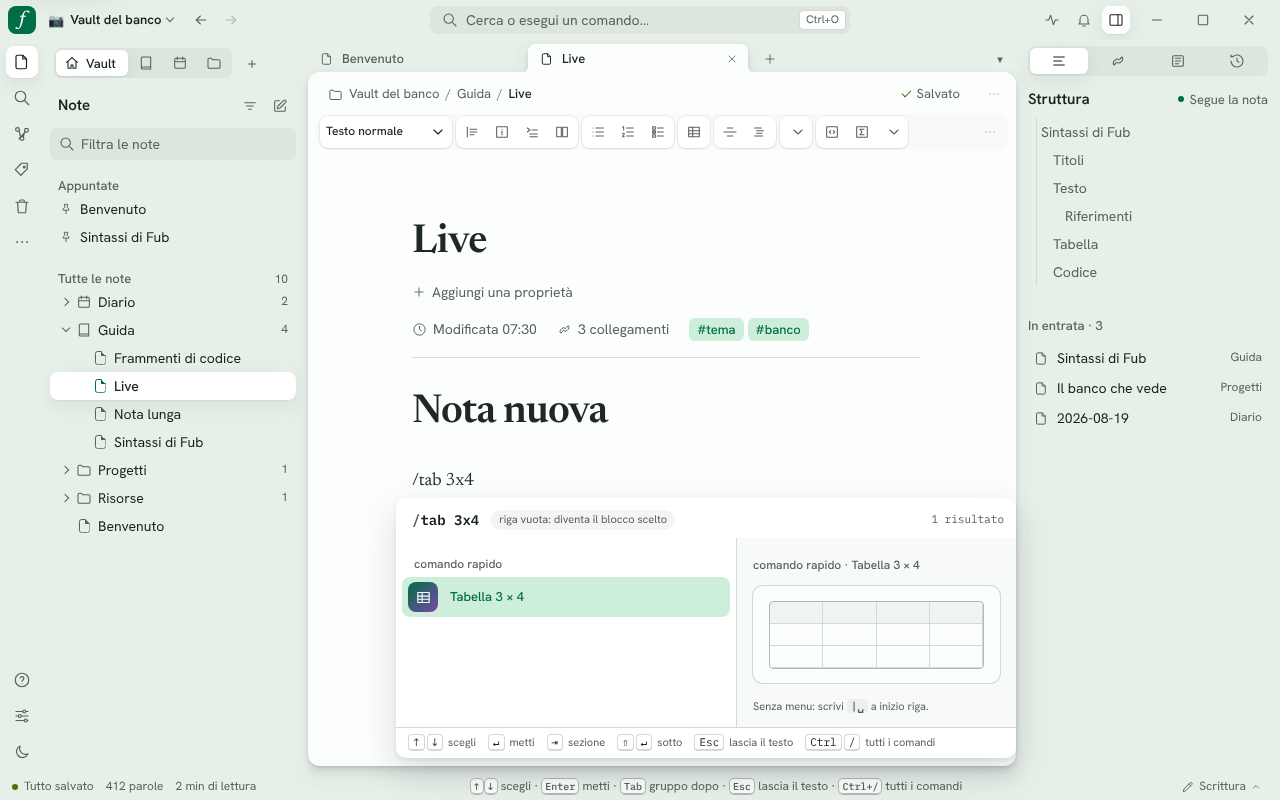 Vault del banco
Cerca o esegui un comando...
Ctrl+O
Vault
Benvenuto
Live
Note
Filtra le note
Appuntate
Benvenuto
Sintassi di Fub
Tutte le note 10
Diario 2
Guida 4
Frammenti di codice
Live
Nota lunga
Sintassi di Fub
Progetti 1
Risorse 1
Benvenuto
Vault del banco / Guida / Live
Salvato
Testo normale
Live
Aggiungi una proprietà
Modificata 07:30 3 collegamenti #tema #banco
Nota nuova
/tab 3x4
/tab 3x4 riga vuota: diventa il blocco scelto 1 risultato
comando rapido
Tabella 3 × 4
comando rapido · Tabella 3 × 4
Senza menu: scrivi |␣ a inizio riga.
↑ ↓ scegli ↵ metti ⇥ sezione ⇧ ↵ sotto Esc lascia il testo Ctrl / tutti i comandi
Struttura Segue la nota
Sintassi di Fub
Titoli
Testo
Riferimenti
Tabella
Codice
In entrata · 3
Sintassi di Fub Guida
Il banco che vede Progetti
2026-08-19 Diario
Tutto salvato 412 parole 2 min di lettura
↑ ↓ scegli · Enter metti · Tab gruppo dopo · Esc lascia il testo · Ctrl+/ tutti i comandi
Scrittura